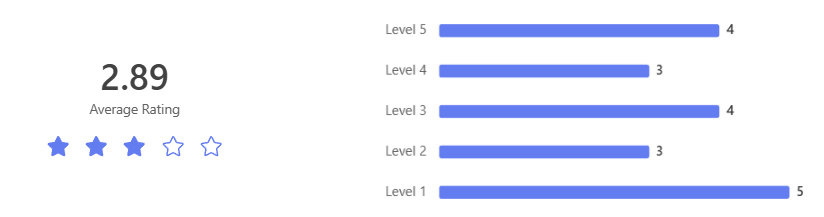 2.89
Average Rating
Level 5 4
Level 4 3
Level 3 4
Level 2 3
Level 1 5